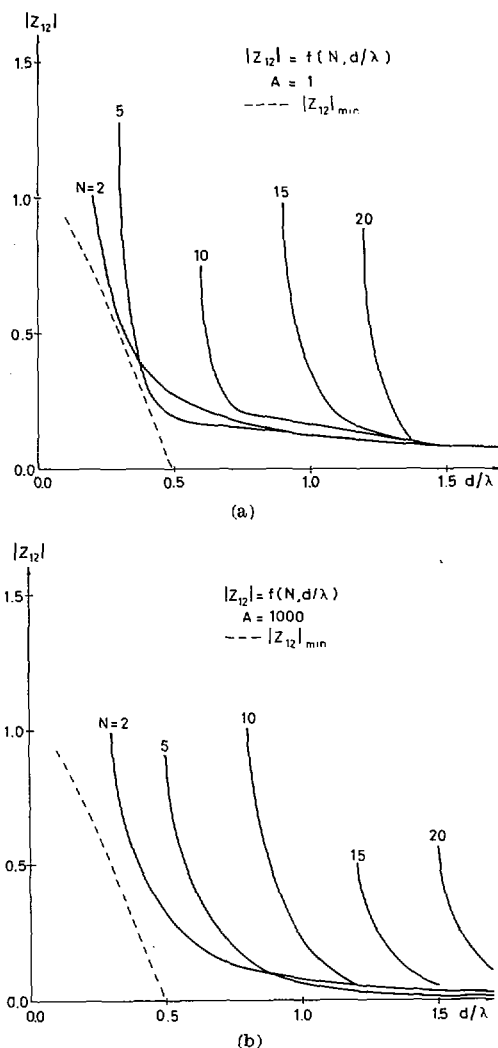 |Z₁₂|
1.5
1.0
0.5
0.0
|Z₁₂| = f(N, d/λ)
A = 1
--- |Z₁₂|min
N=2
5
10
15
20
0.0
0.5
1.0
1.5
d/λ
(a)
|Z₁₂|
1.5
1.0
0.5
0.0
|Z₁₂| = f(N, d/λ)
A = 1000
--- |Z₁₂|min
N=2
5
10
15
20
0.0
0.5
1.0
1.5
d/λ
(b)